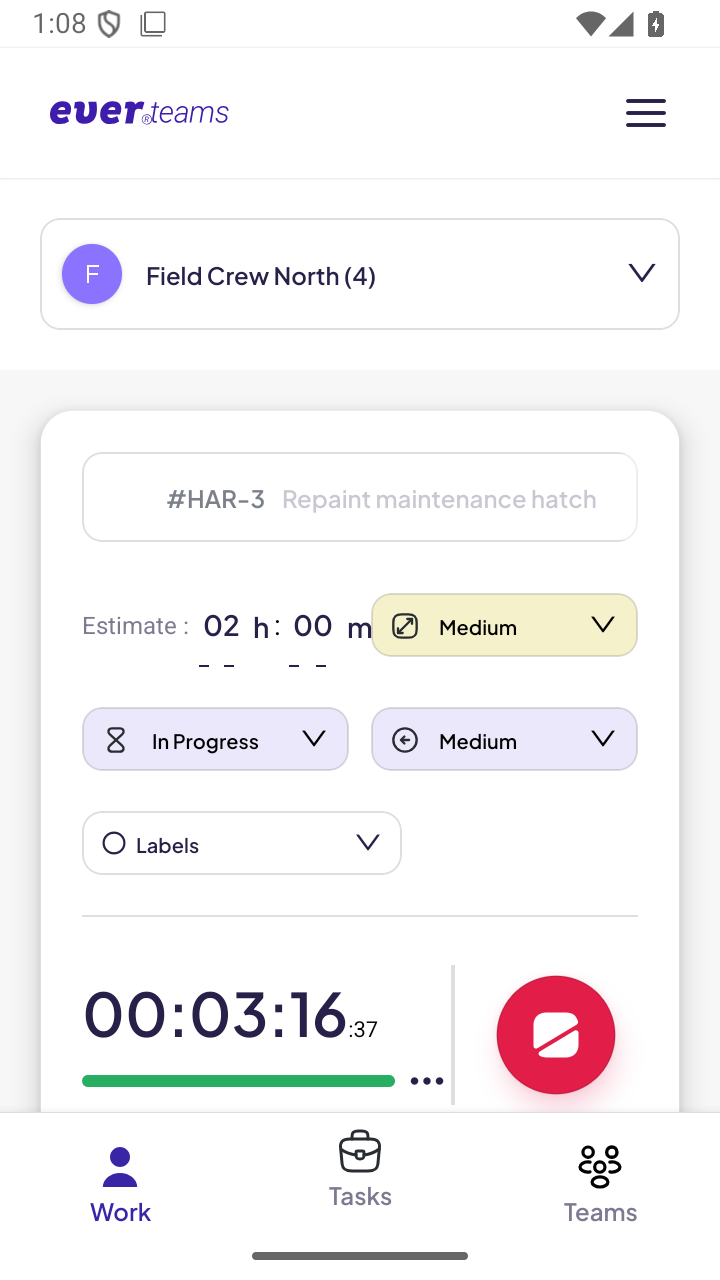 1:08
ever®teams
F Field Crew North (4)
#HAR-3 Repaint maintenance hatch
Estimate : 02 h : 00 m Medium
In Progress Medium
Labels
00:03:16:37
Work Tasks Teams